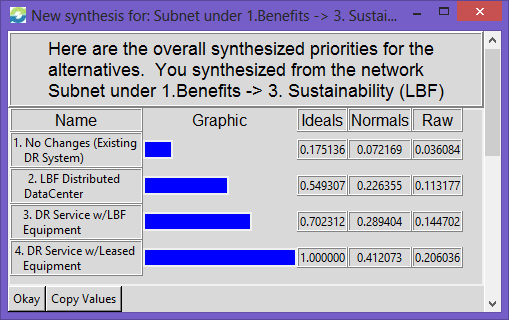 New synthesis for: Subnet under 1.Benefits -> 3. Sustai...
Here are the overall synthesized priorities for the
alternatives. You synthesized from the network
Subnet under 1.Benefits -> 3. Sustainability (LBF)
Name Graphic Ideals Normals Raw
1. No Changes (Existing
DR System) 0.175136 0.072169 0.036084
2. LBF Distributed
DataCenter 0.549307 0.226355 0.113177
3. DR Service w/LBF
Equipment 0.702312 0.289404 0.144702
4. DR Service w/Leased
Equipment 1.000000 0.412073 0.206036
Okay Copy Values